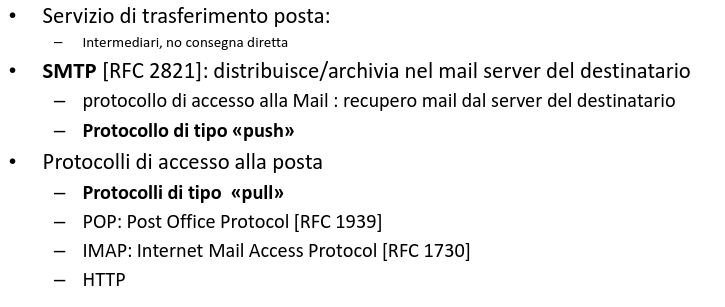 • Servizio di trasferimento posta:
– Intermediari, no consegna diretta
• SMTP [RFC 2821]: distribuisce/archivia nel mail server del destinatario
– protocollo di accesso alla Mail : recupero mail dal server del destinatario
– Protocollo di tipo «push»
• Protocolli di accesso alla posta
– Protocolli di tipo «pull»
– POP: Post Office Protocol [RFC 1939]
– IMAP: Internet Mail Access Protocol [RFC 1730]
– HTTP